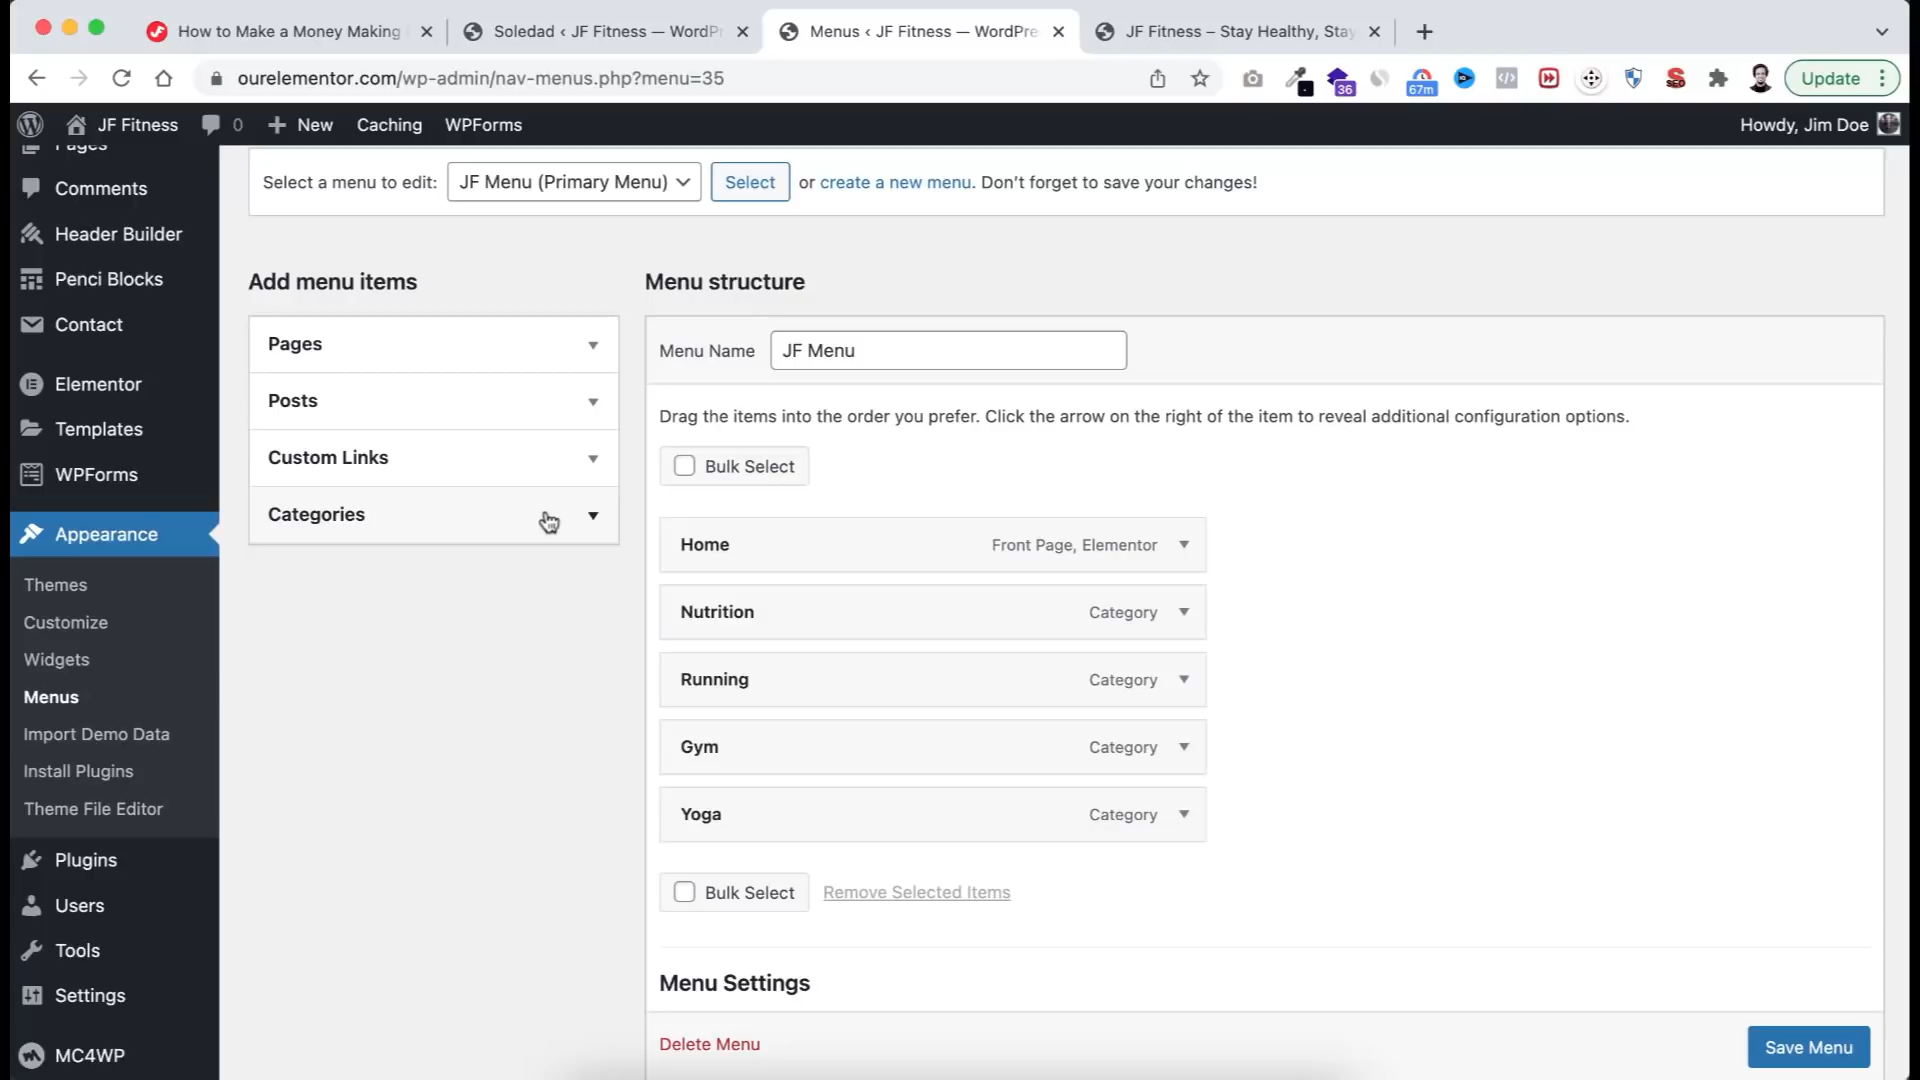 How to Make a Money Making
Soledad ‹ JF Fitness — WordPr
Menus ‹ JF Fitness — WordPre
JF Fitness – Stay Healthy, Stay
ourelementor.com/wp-admin/nav-menus.php?menu=35
36
67m
SEO
Update
JF Fitness
0
New
Caching
WPForms
Howdy, Jim Doe
Pages
Comments
Header Builder
Penci Blocks
Contact
Elementor
Templates
WPForms
Appearance
Themes
Customize
Widgets
Menus
Import Demo Data
Install Plugins
Theme File Editor
Plugins
Users
Tools
Settings
MC4WP
Select a menu to edit: JF Menu (Primary Menu) Select or create a new menu. Don’t forget to save your changes!
Add menu items
Pages
Posts
Custom Links
Categories
Menu structure
Menu Name JF Menu
Drag the items into the order you prefer. Click the arrow on the right of the item to reveal additional configuration options.
Bulk Select
Home Front Page, Elementor
Nutrition Category
Running Category
Gym Category
Yoga Category
Bulk Select Remove Selected Items
Menu Settings
Delete Menu
Save Menu